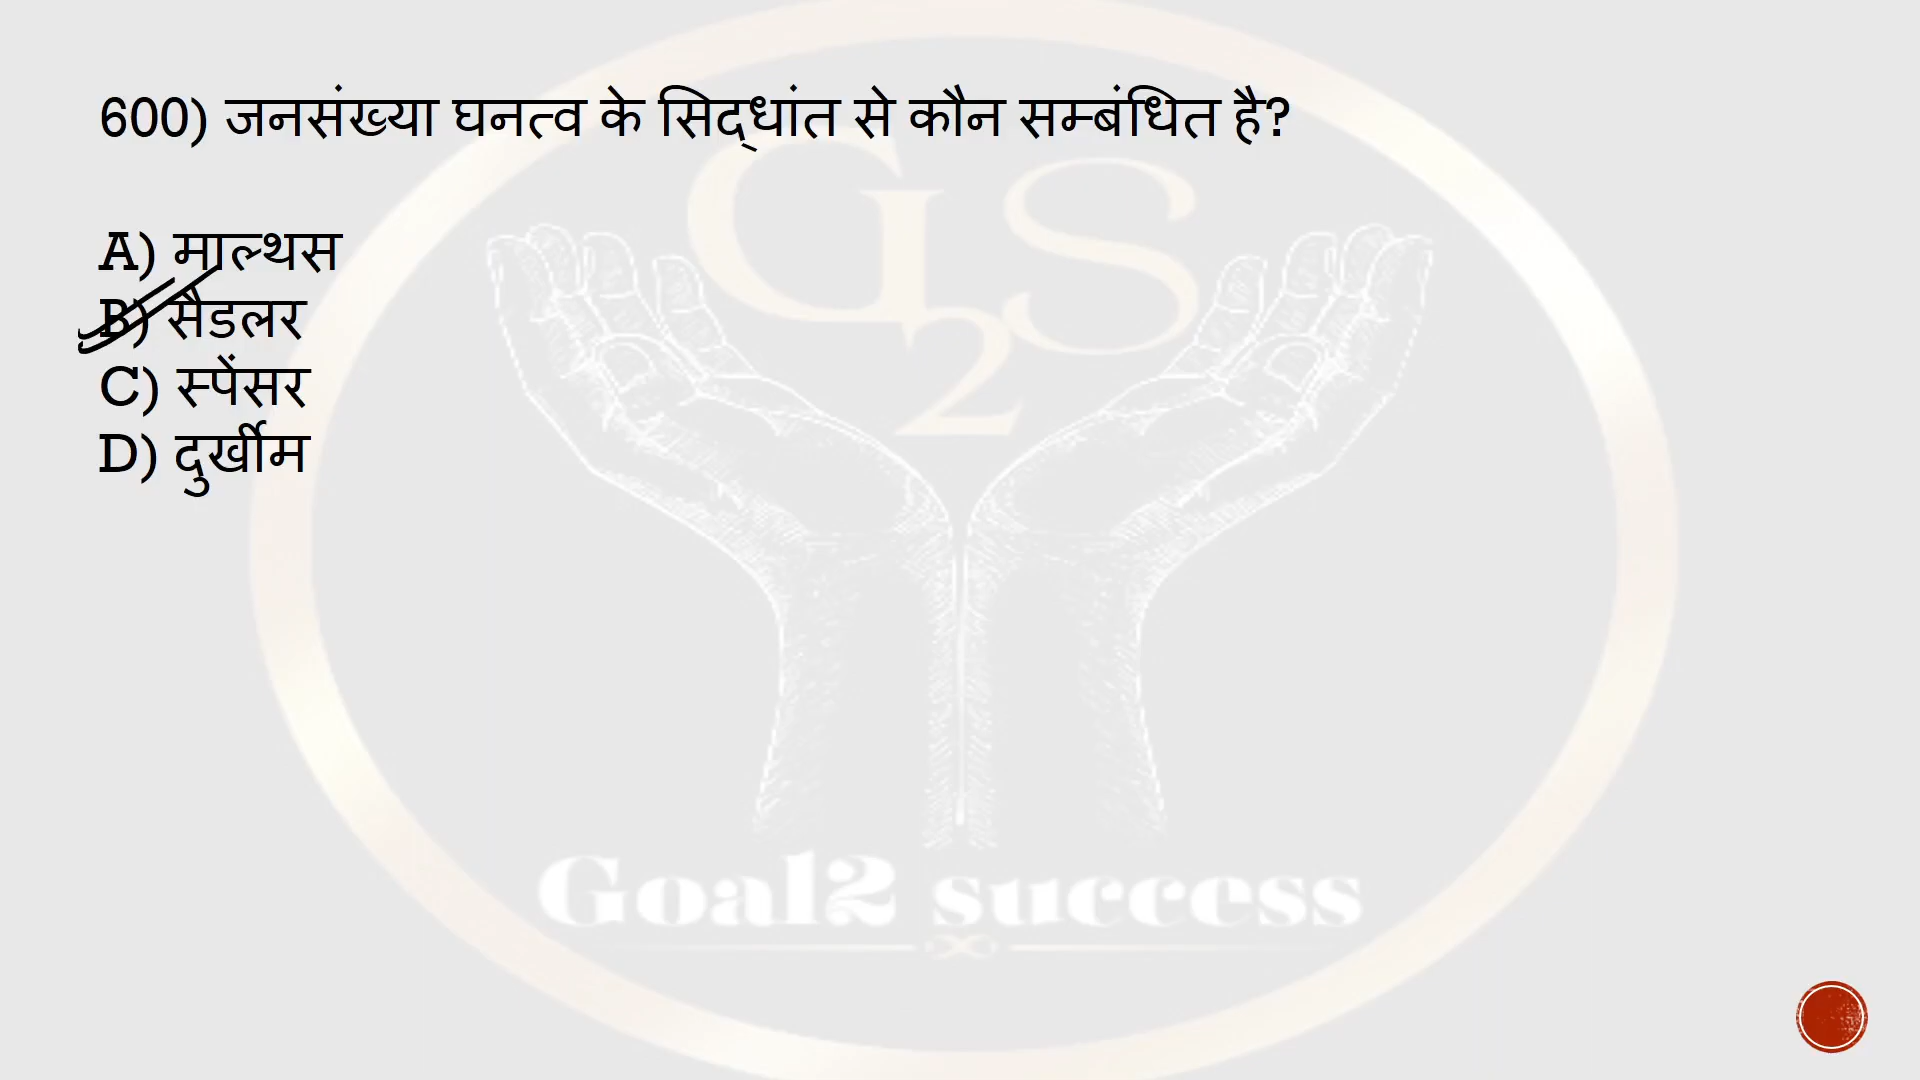 600) जनसंख्या घनत्व के सिद्‌धांत से कौन सम्बंधित है?
A) माल्थस
B) सैडलर
C) स्पेंसर
D) दुर्खीम
G2S
Goal2 success